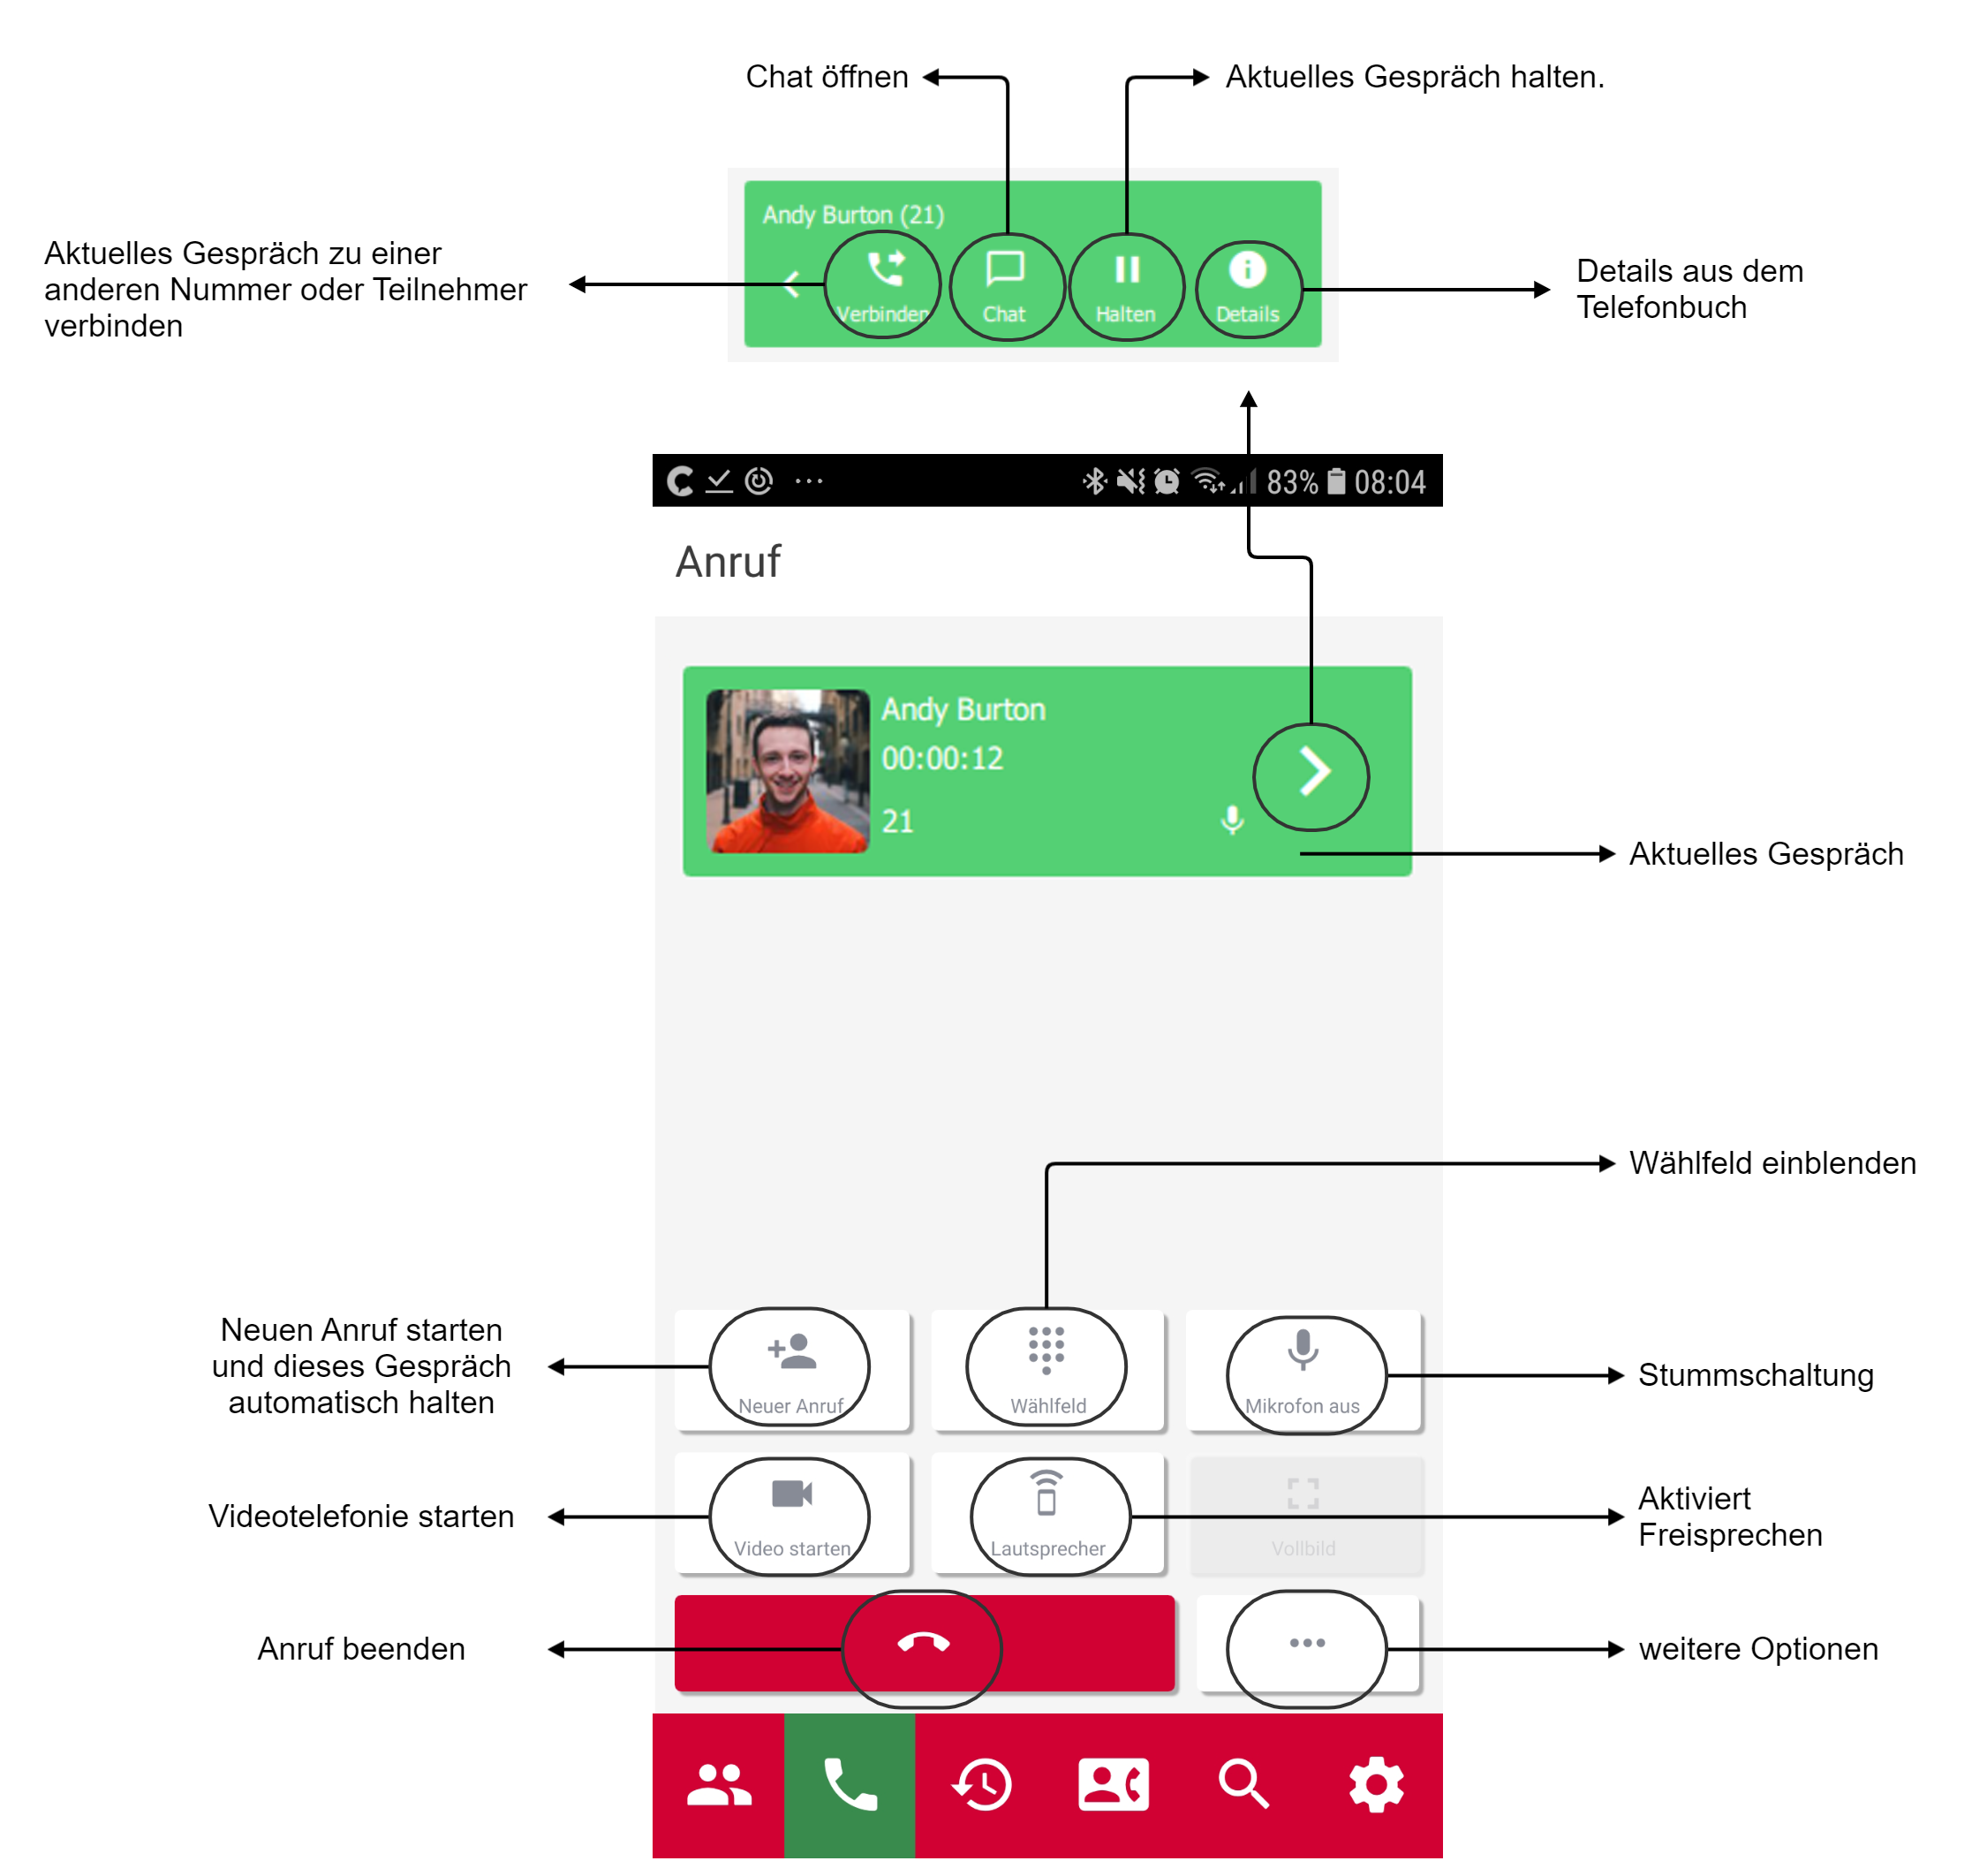 Chat öffnen
Aktuelles Gespräch halten.
Andy Burton (21)
Aktuelles Gespräch zu einer
anderen Nummer oder Teilnehmer
verbinden
Verbinden
Chat
Halten
Details
Details aus dem
Telefonbuch
83%
08:04
Anruf
Andy Burton
00:00:12
21
Aktuelles Gespräch
Wählfeld einblenden
Neuen Anruf starten
und dieses Gespräch
automatisch halten
Neuer Anruf
Wählfeld
Mikrofon aus
Stummschaltung
Videotelefonie starten
Video starten
Lautsprecher
Vollbild
Aktiviert
Freisprechen
Anruf beenden
weitere Optionen